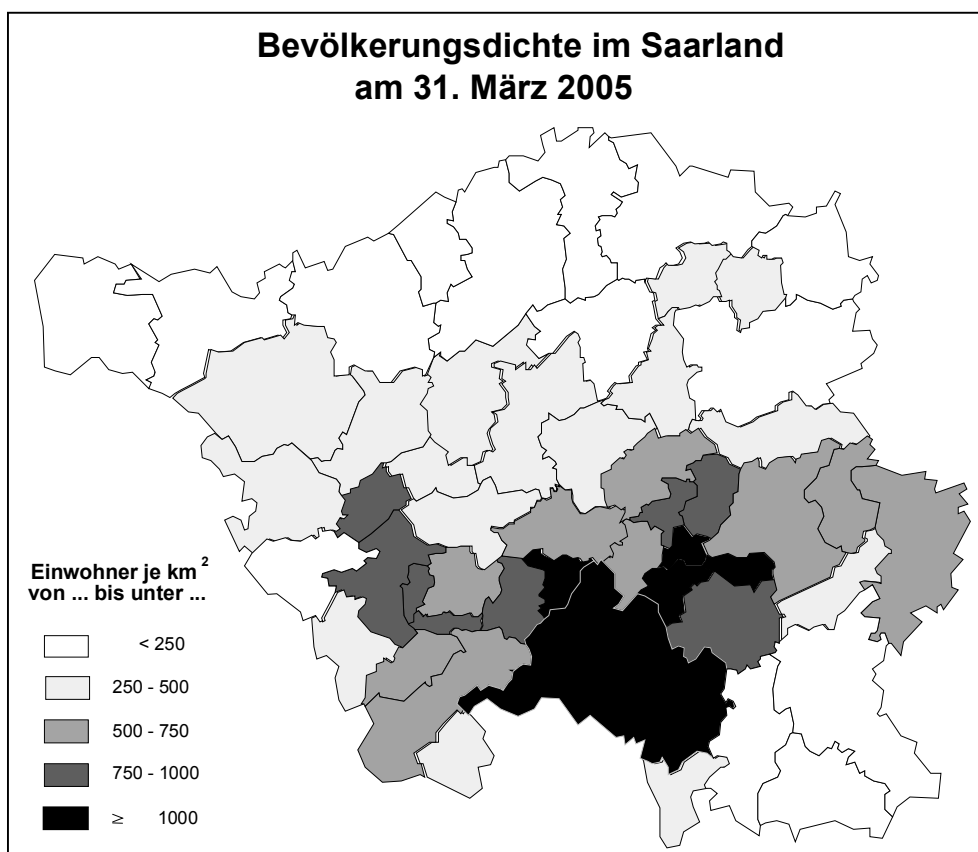 Bevölkerungsdichte im Saarland
am 31. März 2005
Einwohner je km²
von ... bis unter ...
< 250
250 - 500
500 - 750
750 - 1000
≥ 1000